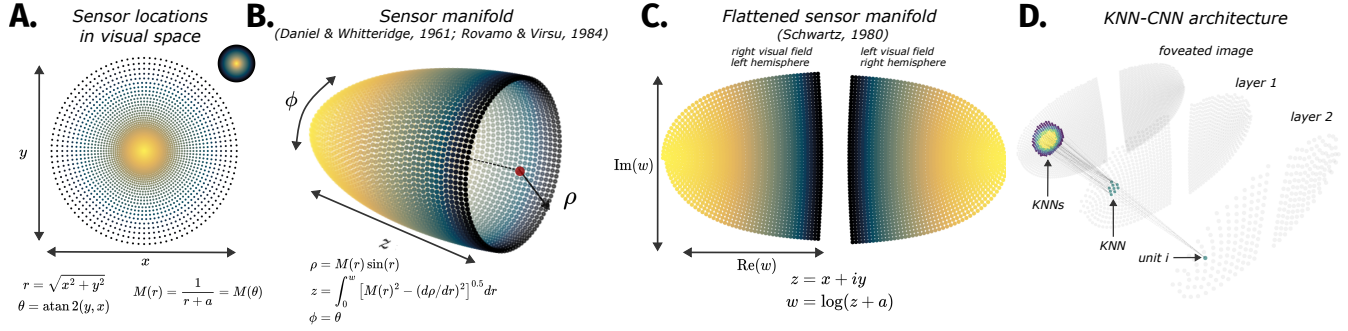 A.
Sensor locations
in visual space
y
x
r = √(x² + y²)
θ = atan 2(y, x)
M(r) = 1/(r + a) = M(θ)
B.
Sensor manifold
(Daniel & Whitteridge, 1961; Rovamo & Virsu, 1984)
ϕ
ρ
z
ρ = M(r) sin(r)
z = ∫₀ʷ [M(r)² − (dρ/dr)²]^0.5 dr
ϕ = θ
C.
Flattened sensor manifold
(Schwartz, 1980)
right visual field
left hemisphere
left visual field
right hemisphere
Im(w)
Re(w)
z = x + iy
w = log(z + a)
D.
KNN-CNN architecture
foveated image
layer 1
layer 2
KNNs
KNN
unit i